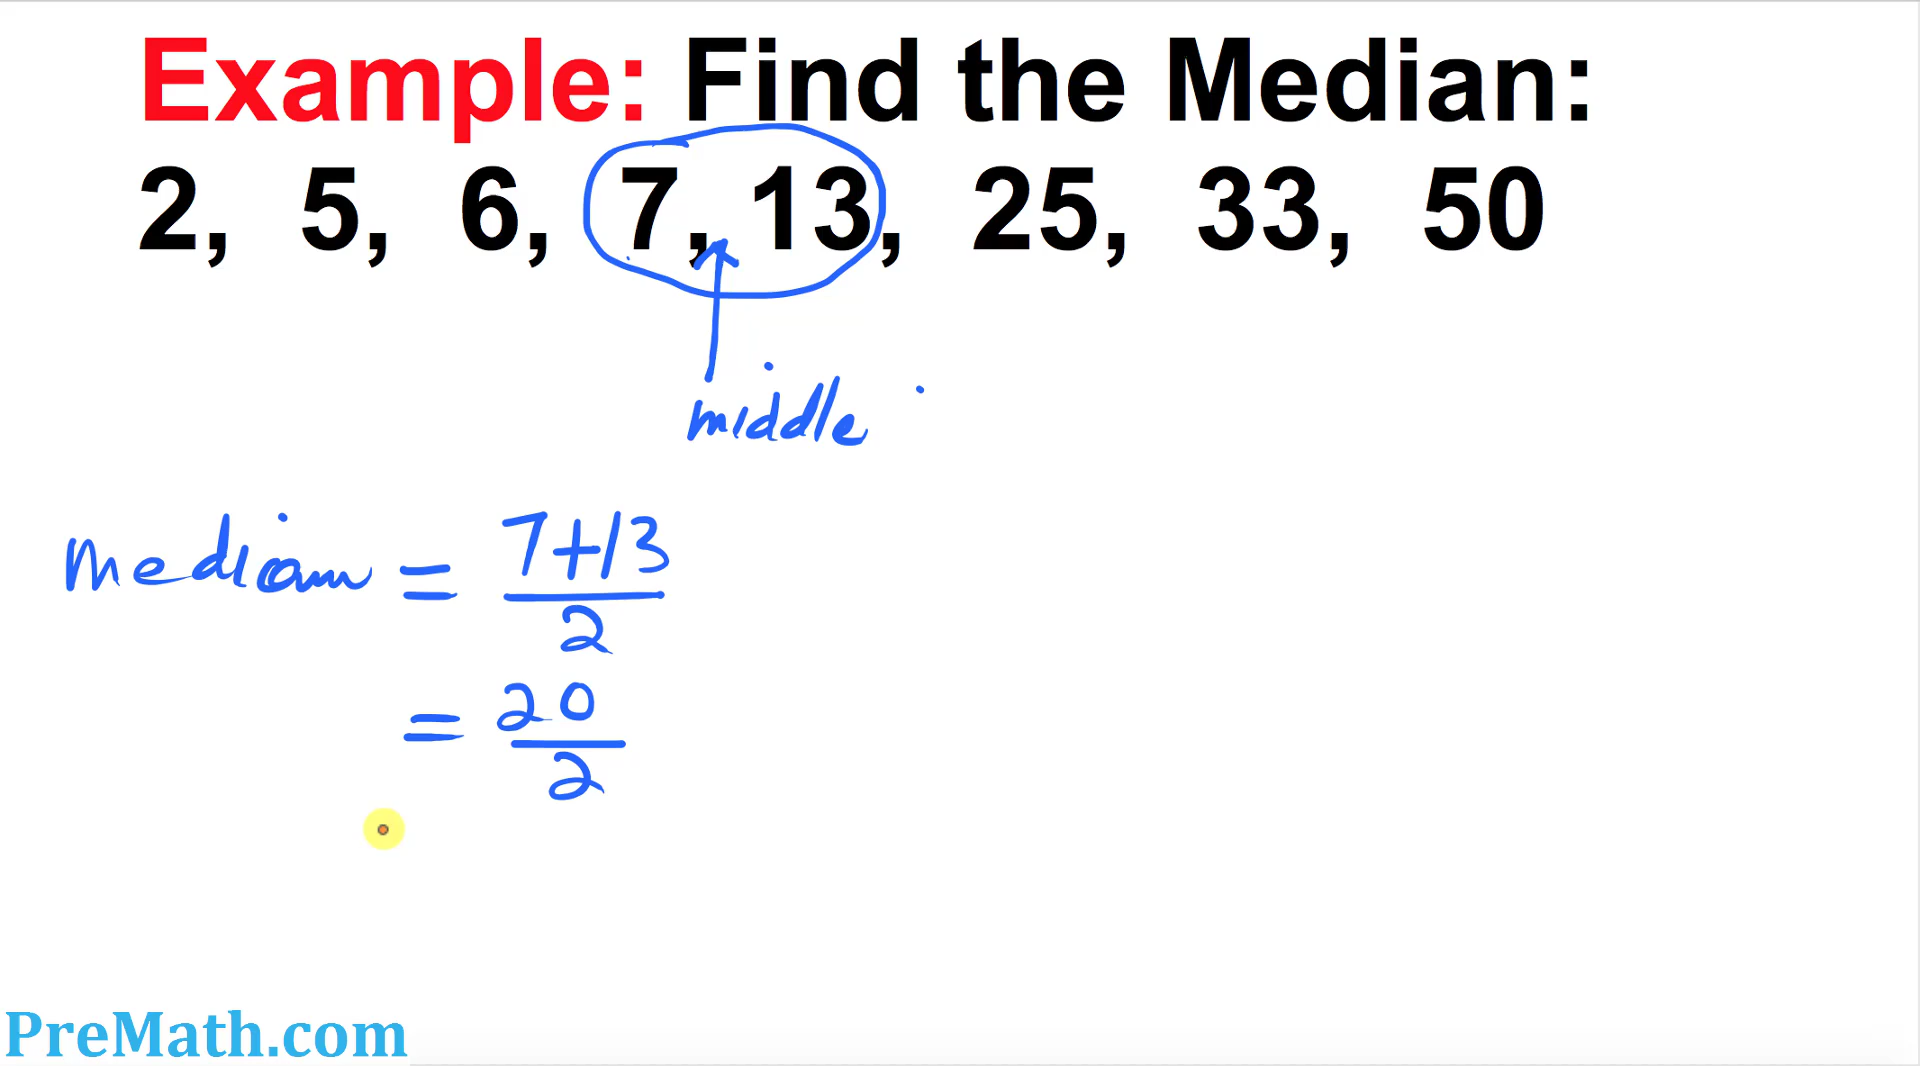 Example: Find the Median:
2, 5, 6, 7, 13, 25, 33, 50
middle
median = 7+13
2
= 20
2
PreMath.com